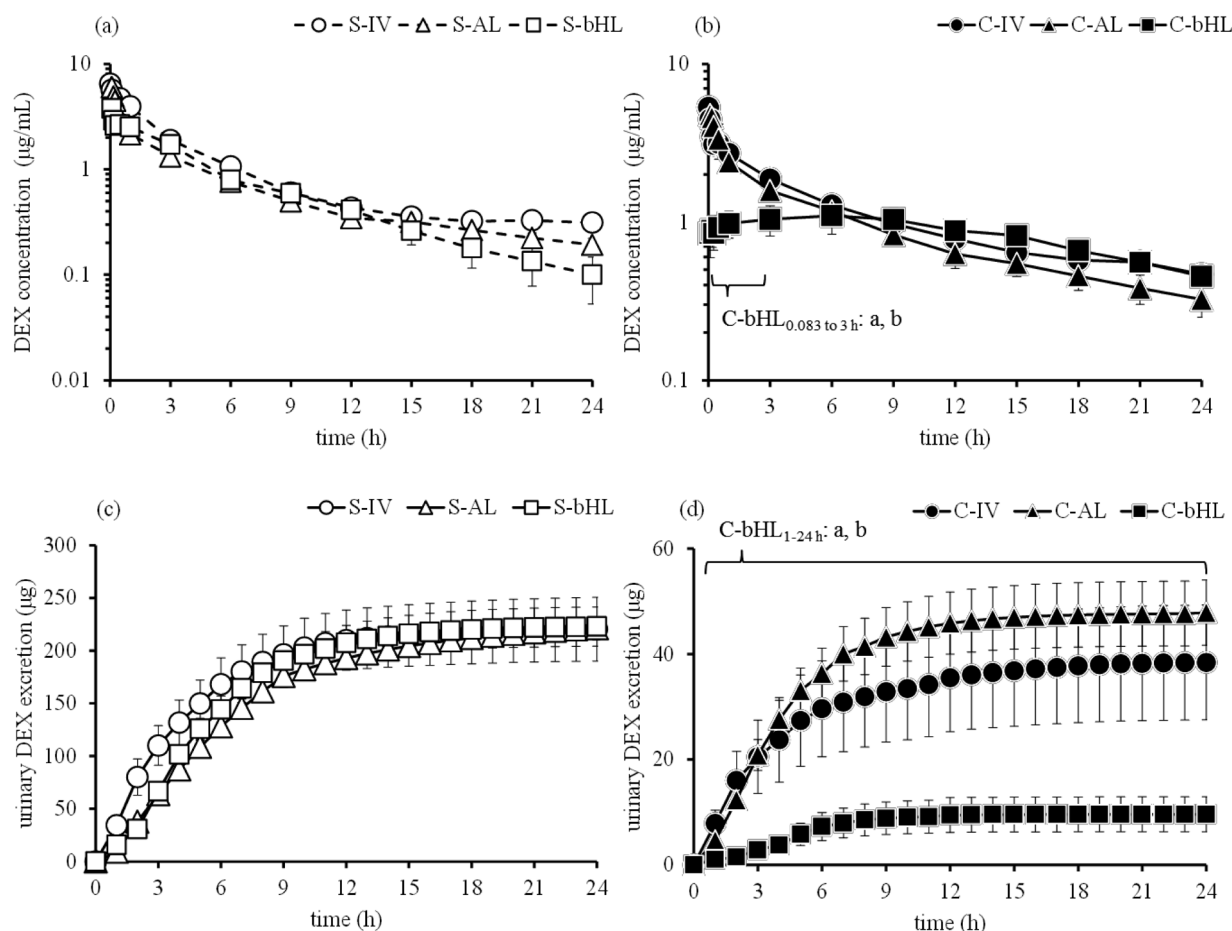 (a)
S-IV S-AL S-bHL
DEX concentration (µg/mL)
10
1
0.1
0.01
0 3 6 9 12 15 18 21 24
time (h)
(b)
C-IV C-AL C-bHL
DEX concentration (µg/mL)
10
1
0.1
C-bHL0.083 to 3 h: a, b
0 3 6 9 12 15 18 21 24
time (h)
(c)
S-IV S-AL S-bHL
urinary DEX excretion (µg)
300
250
200
150
100
50
0
0 3 6 9 12 15 18 21 24
time (h)
(d)
C-IV C-AL C-bHL
C-bHL1-24 h: a, b
urinary DEX excretion (µg)
60
40
20
0
0 3 6 9 12 15 18 21 24
time (h)